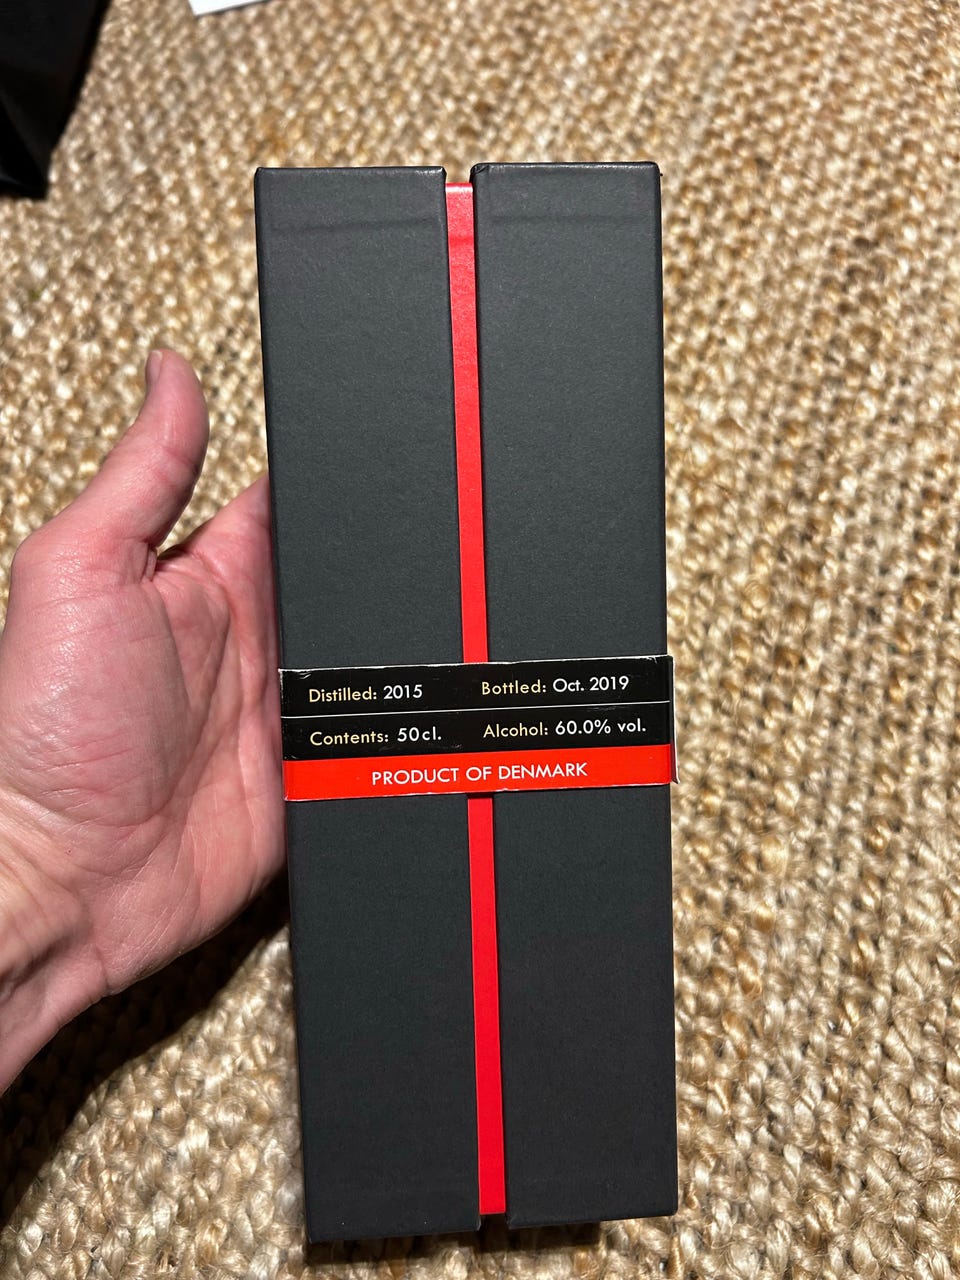 Distilled: 2015 Bottled: Oct. 2019
Contents: 50cl. Alcohol: 60.0% vol.
PRODUCT OF DENMARK